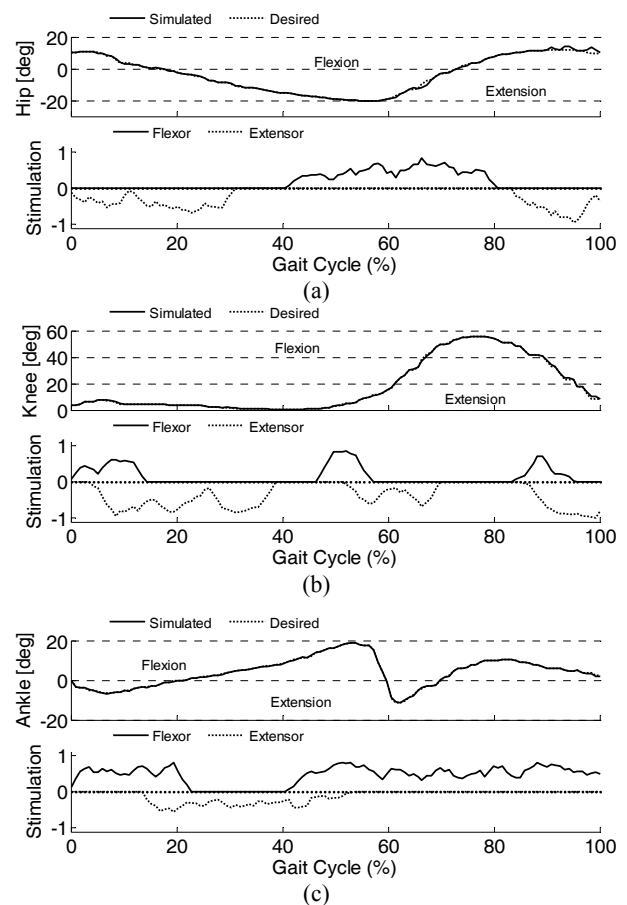 Simulated Desired
20
0
-20
Hip [deg]
Flexion
Extension
Flexor Extensor
1
0
-1
Stimulation
0 20 40 60 80 100
Gait Cycle (%)
(a)
Simulated Desired
60
40
20
0
Knee [deg]
Flexion
Extension
Flexor Extensor
1
0
-1
Stimulation
0 20 40 60 80 100
Gait Cycle (%)
(b)
Simulated Desired
20
0
-20
Ankle [deg]
Flexion
Extension
Flexor Extensor
1
0
-1
Stimulation
0 20 40 60 80 100
Gait Cycle (%)
(c)